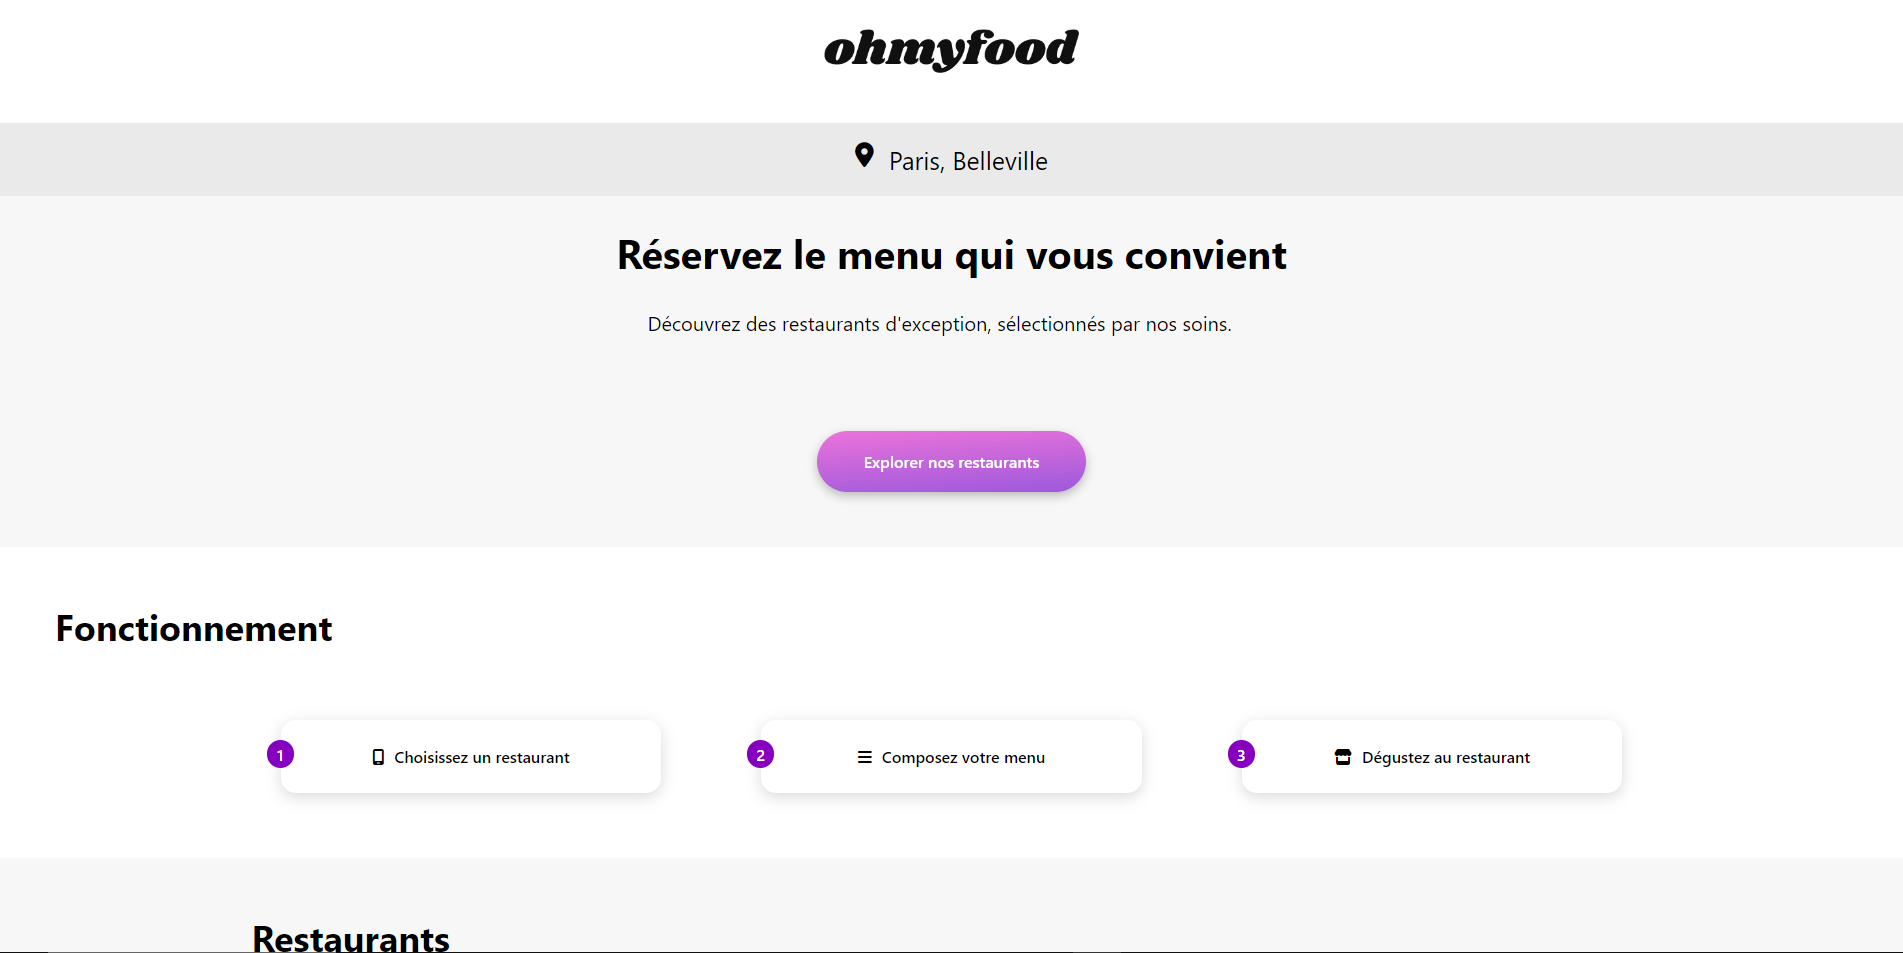 ohmyfood
Paris, Belleville
Réservez le menu qui vous convient
Découvrez des restaurants d'exception, sélectionnés par nos soins.
Explorer nos restaurants
Fonctionnement
1 Choisissez un restaurant
2 Composez votre menu
3 Dégustez au restaurant
Restaurants